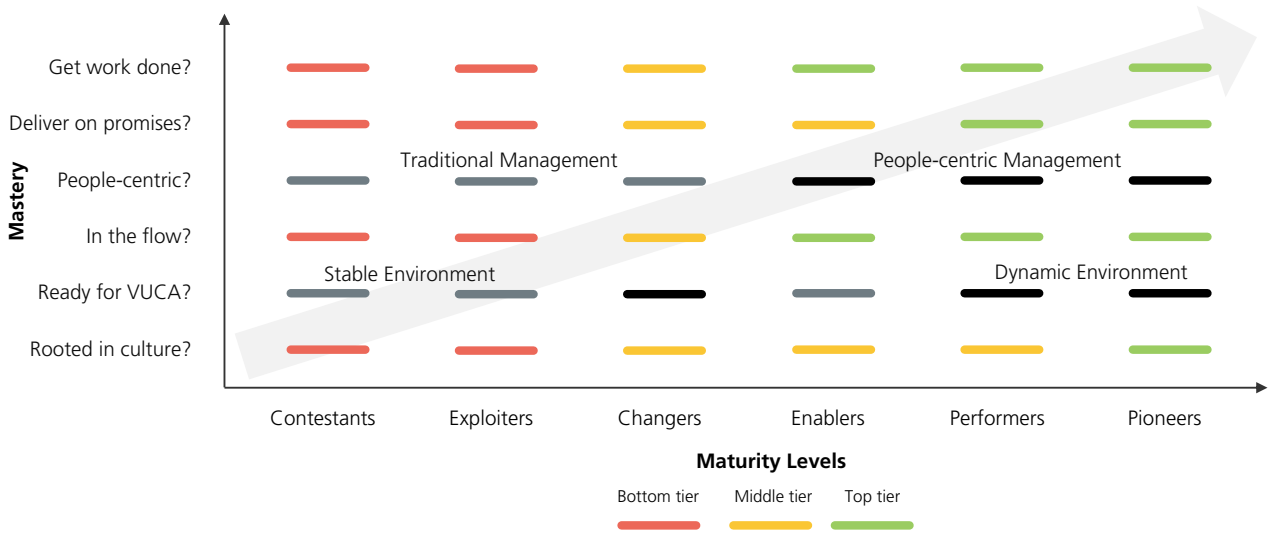 Get work done?
Deliver on promises?
Traditional Management
People-centric Management
People-centric?
Mastery
In the flow?
Stable Environment
Dynamic Environment
Ready for VUCA?
Rooted in culture?
Contestants
Exploiters
Changers
Enablers
Performers
Pioneers
Maturity Levels
Bottom tier
Middle tier
Top tier